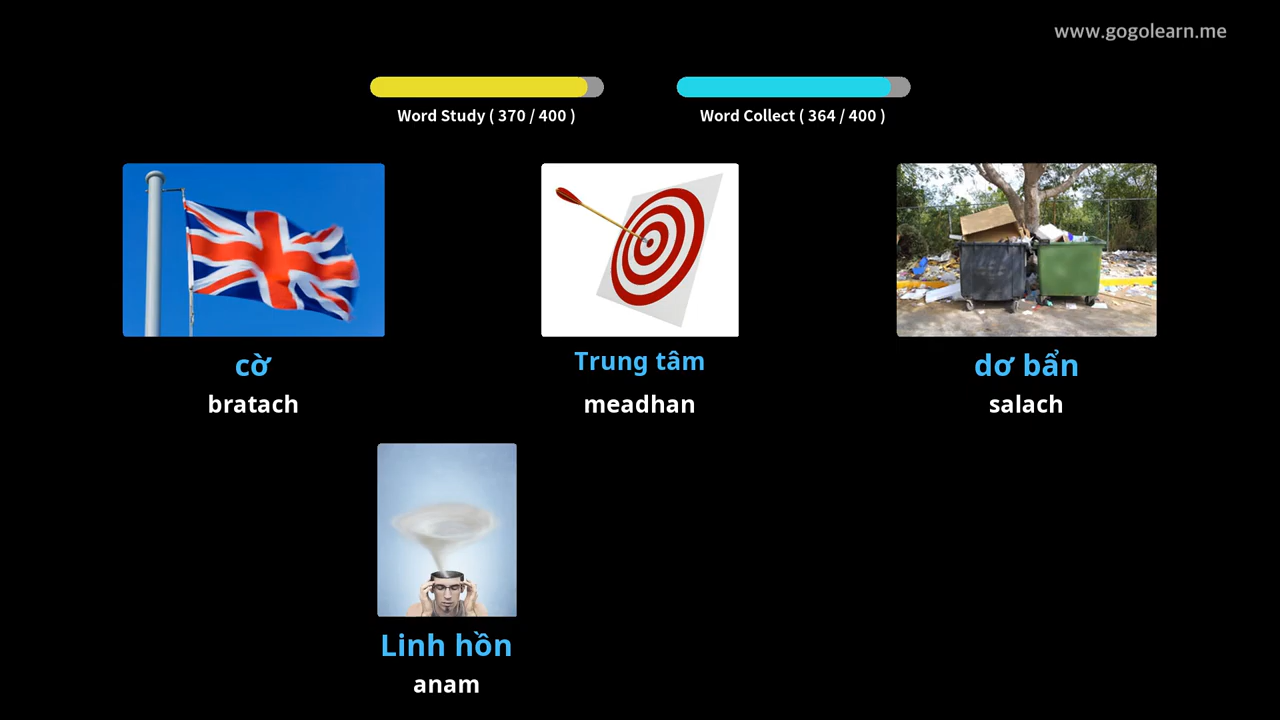 www.gogolearn.me
Word Study ( 370 / 400 )
Word Collect ( 364 / 400 )
cờ
bratach
Trung tâm
meadhan
dơ bẩn
salach
Linh hồn
anam